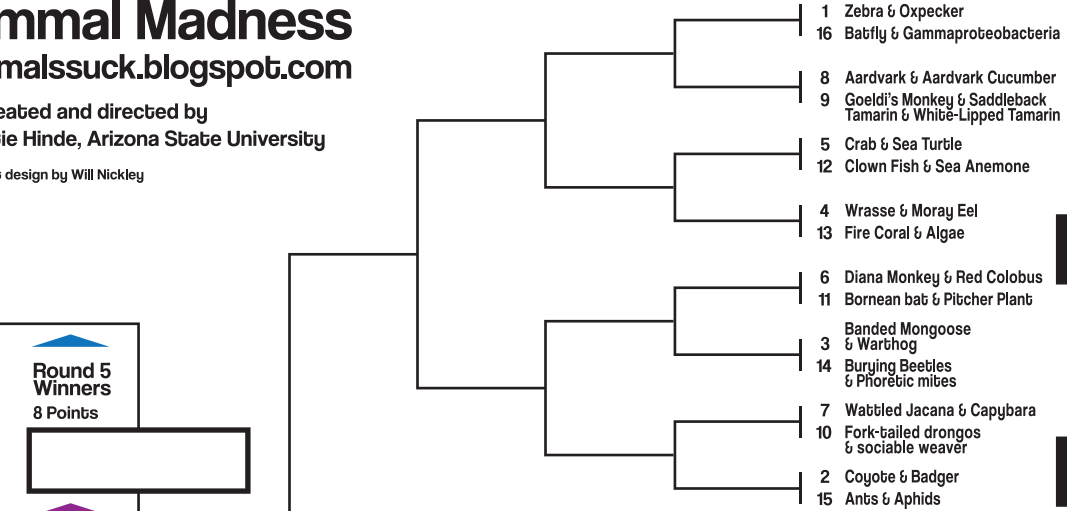 mmal Madness
malssuck.blogspot.com
eated and directed by
ie Hinde, Arizona State University
design by Will Nickley
Round 5
Winners
8 Points
1 Zebra & Oxpecker
16 Batfly & Gammaproteobacteria
8 Aardvark & Aardvark Cucumber
9 Goeldi's Monkey & Saddleback
Tamarin & White-Lipped Tamarin
5 Crab & Sea Turtle
12 Clown Fish & Sea Anemone
4 Wrasse & Moray Eel
13 Fire Coral & Algae
6 Diana Monkey & Red Colobus
11 Bornean bat & Pitcher Plant
Banded Mongoose
3 & Warthog
14 Burying Beetles
& Phoretic mites
7 Wattled Jacana & Capybara
10 Fork-tailed drongos
& sociable weaver
2 Coyote & Badger
15 Ants & Aphids